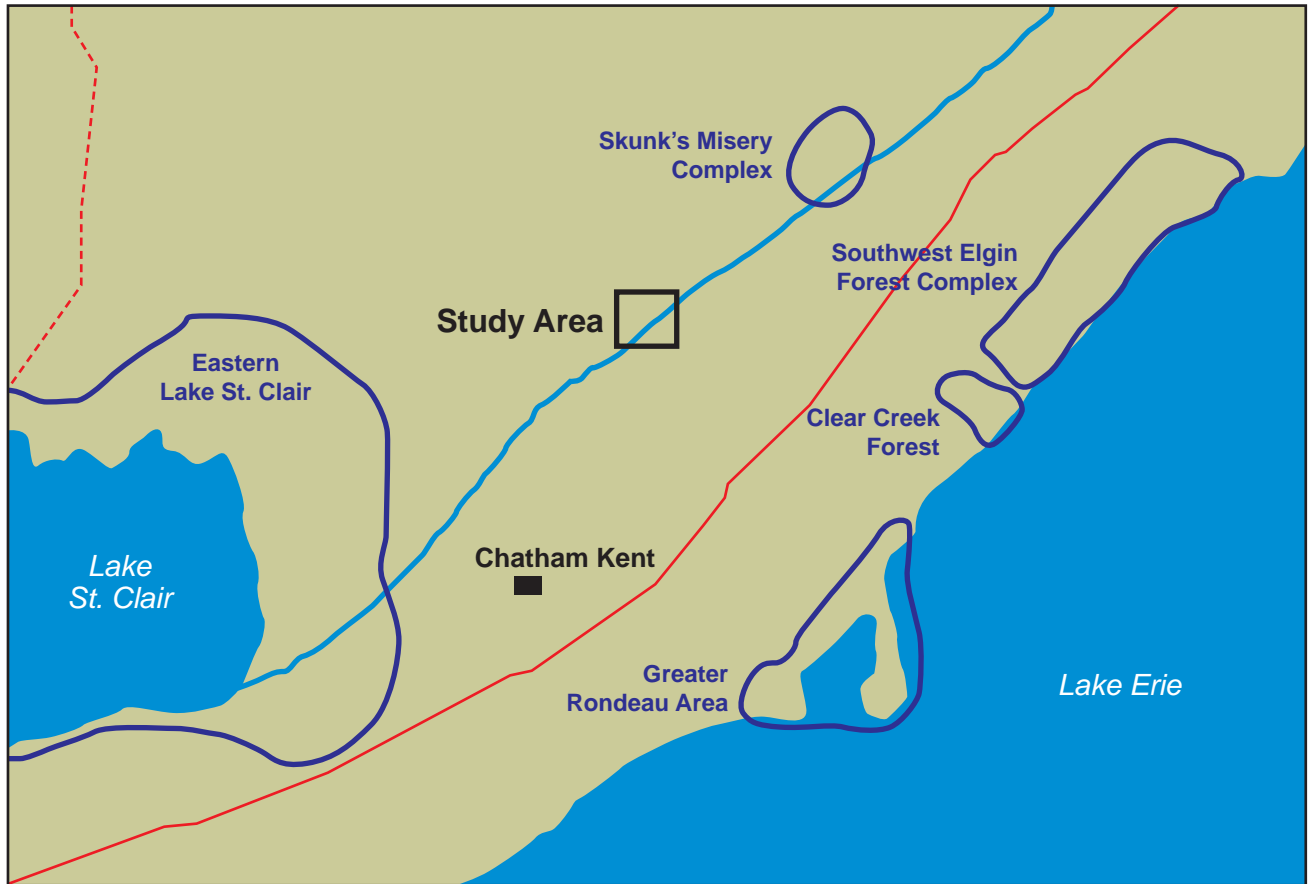 Skunk's Misery
Complex
Southwest Elgin
Forest Complex
Study Area
Eastern
Lake St. Clair
Clear Creek
Forest
Chatham Kent
Lake
St. Clair
Greater
Rondeau Area
Lake Erie